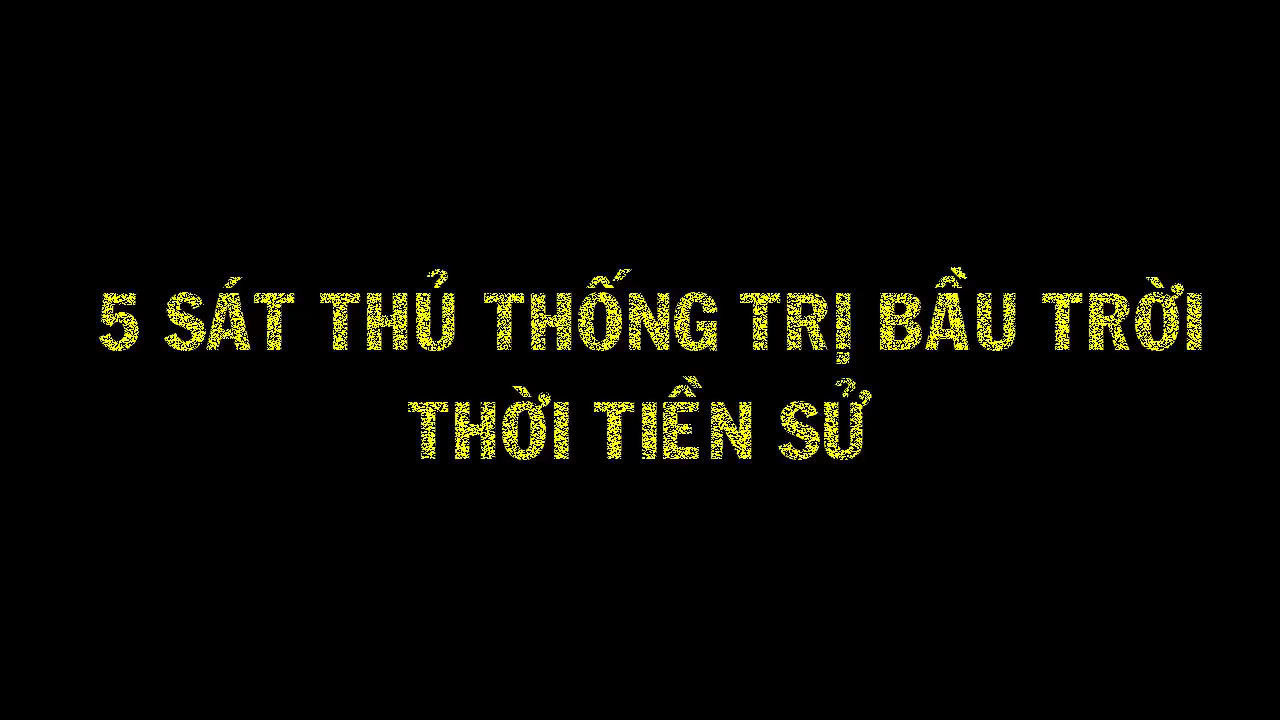 5 SÁT THỦ THỐNG TRỊ BẦU TRỜI
THỜI TIỀN SỬ